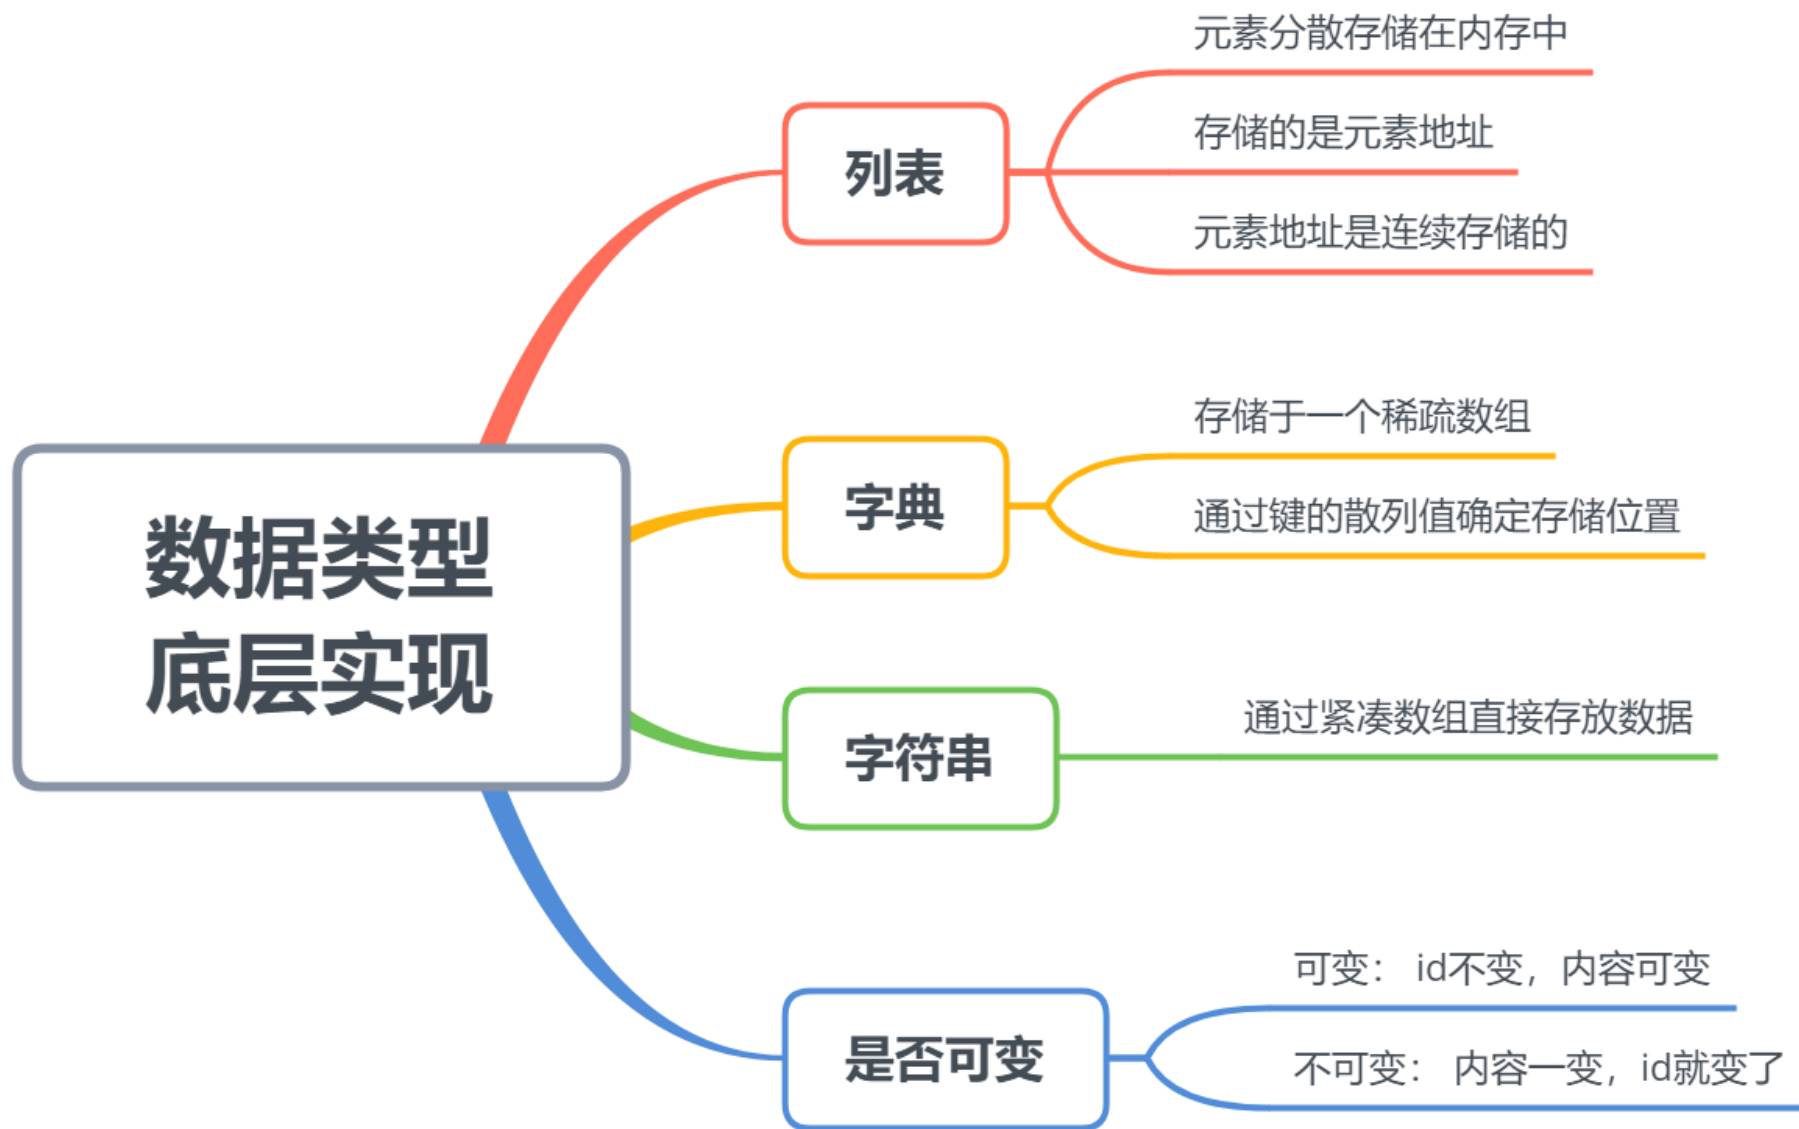 数据类型
底层实现
列表
元素分散存储在内存中
存储的是元素地址
元素地址是连续存储的
字典
存储于一个稀疏数组
通过键的散列值确定存储位置
字符串
通过紧凑数组直接存放数据
是否可变
可变： id不变，内容可变
不可变： 内容一变，id就变了